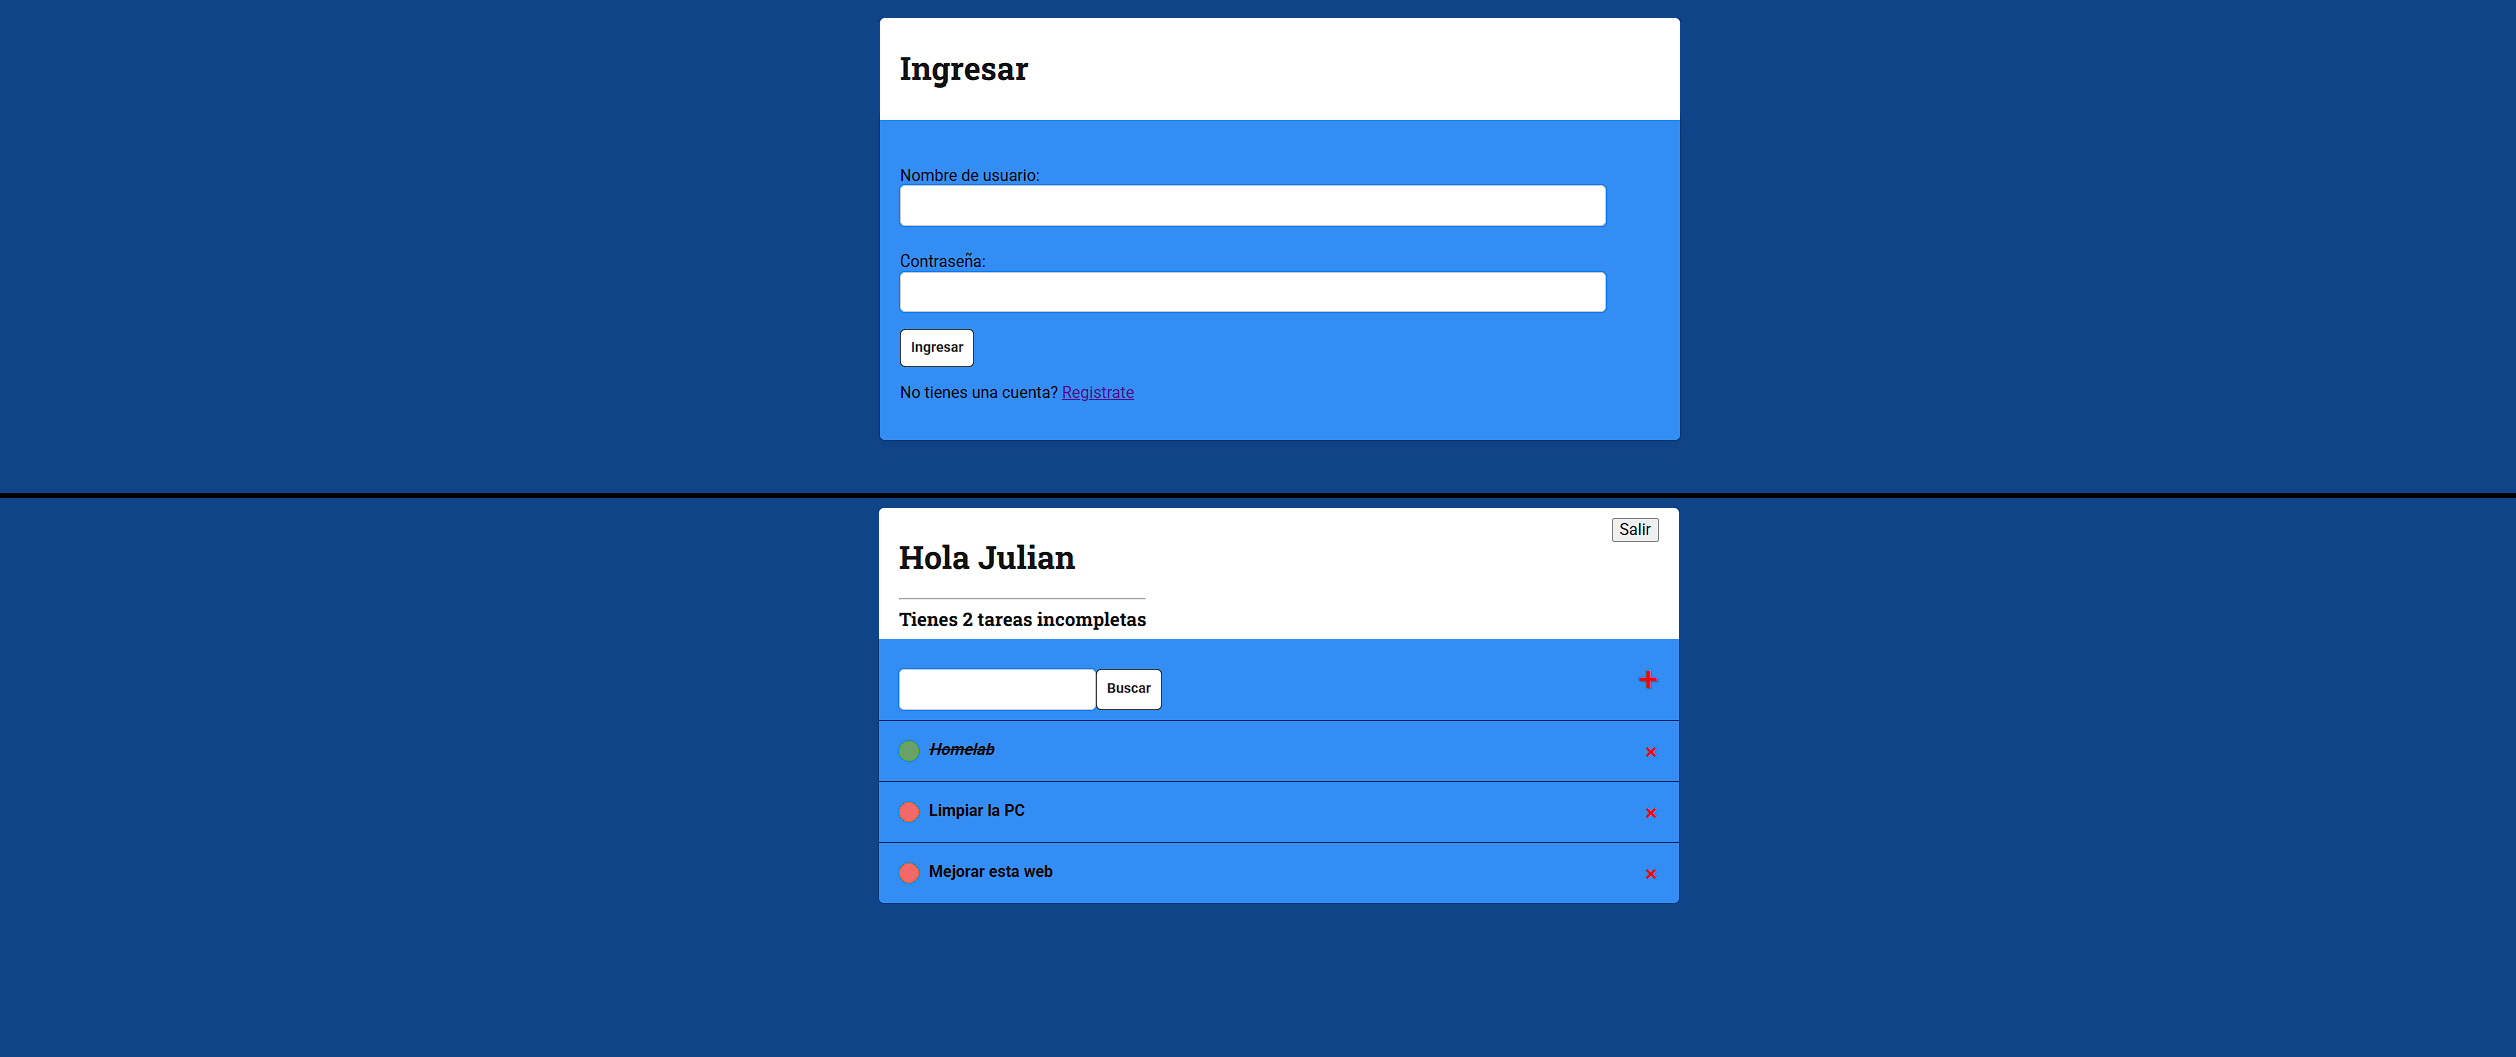 Ingresar
Nombre de usuario:
Contraseña:
Ingresar
No tienes una cuenta? Registrate
Salir
Hola Julian
Tienes 2 tareas incompletas
Buscar
Homelab
Limpiar la PC
Mejorar esta web